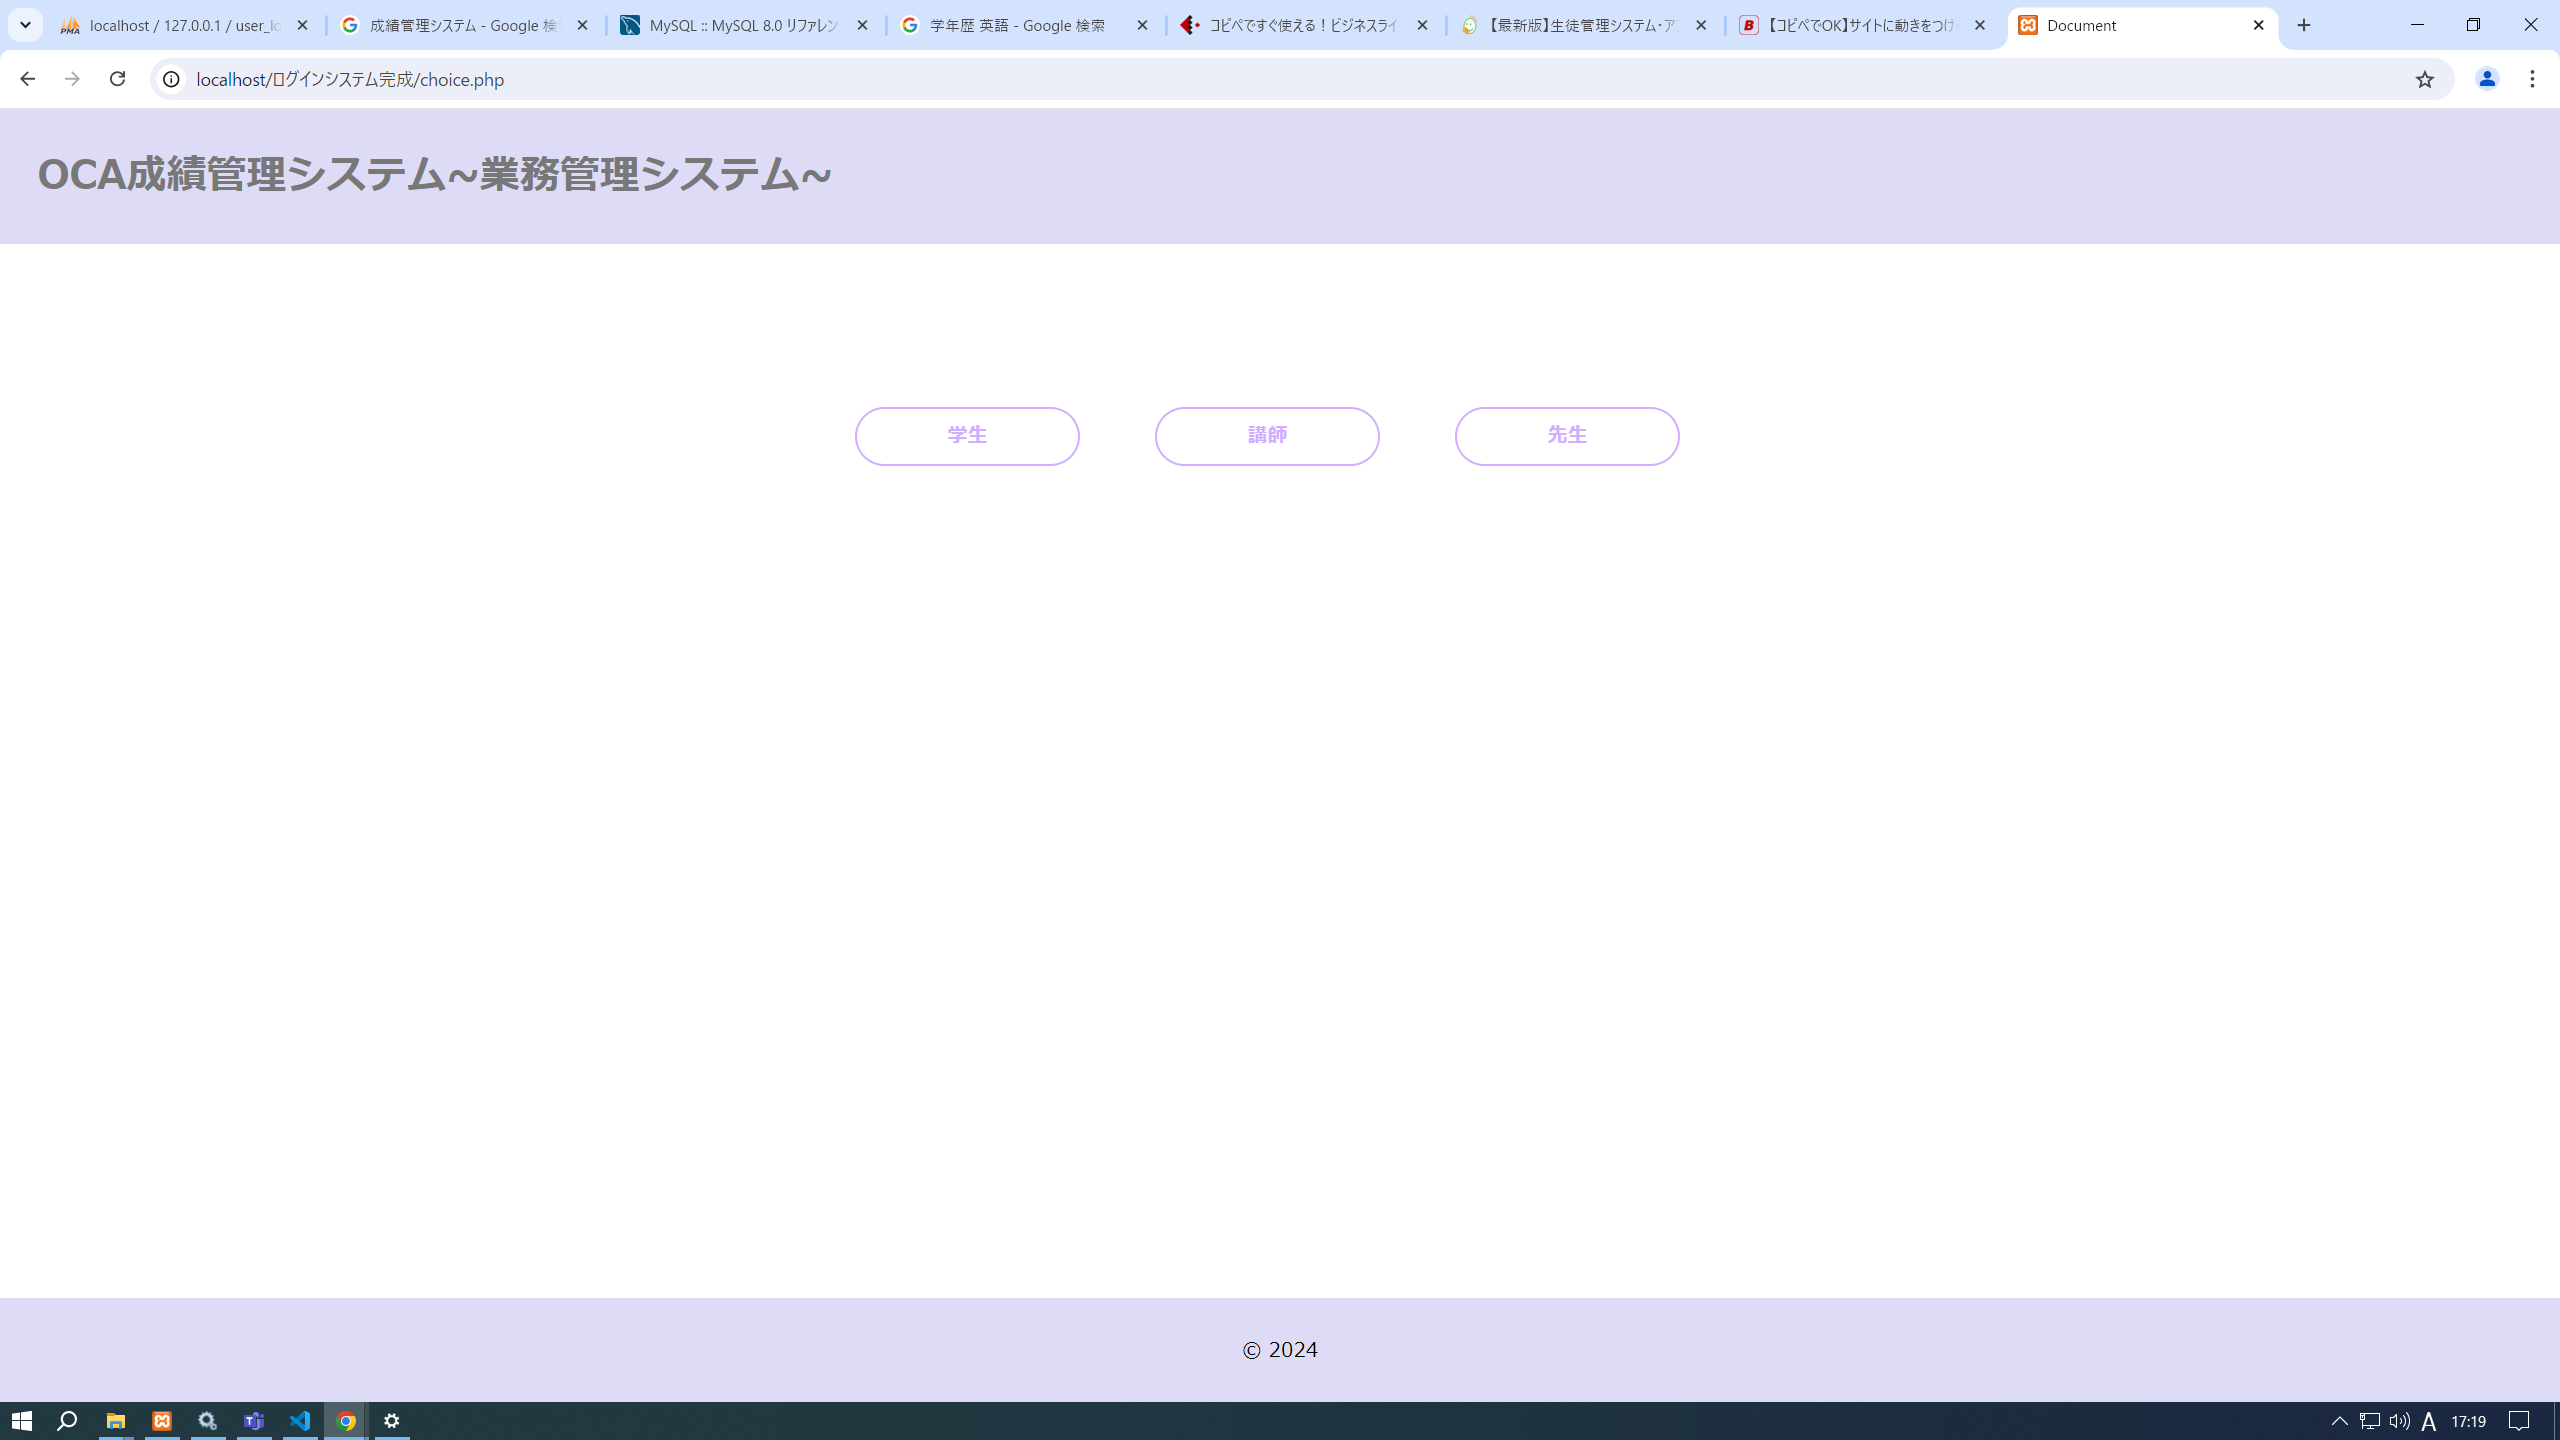 localhost / 127.0.0.1 / user_lo
成績管理システム - Google 検
MySQL :: MySQL 8.0 リファレン
学年歴 英語 - Google 検索
コピペですぐ使える！ビジネスライ
【最新版】生徒管理システム・ア
【コピペでOK】サイトに動きをつけ
Document
localhost/ログインシステム完成/choice.php
OCA成績管理システム~業務管理システム~
学生
講師
先生
© 2024
A
17:19